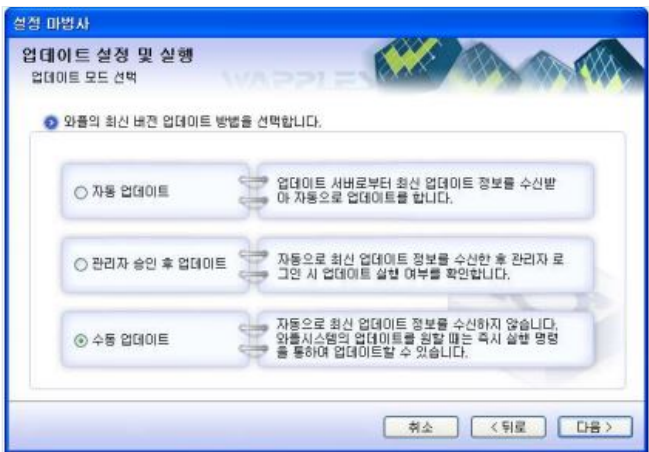 설정 마법사
업데이트 설정 및 실행
업데이트 모드 선택
WAPPLES
와플의 최신 버전 업데이트 방법을 선택합니다.
자동 업데이트
업데이트 서버로부터 최신 업데이트 정보를 수신받
아 자동으로 업데이트를 합니다.
관리자 승인 후 업데이트
자동으로 최신 업데이트 정보를 수신한 후 관리자 로
그인 시 업데이트 실행 여부를 확인합니다.
수동 업데이트
자동으로 최신 업데이트 정보를 수신하지 않습니다.
와플시스템의 업데이트를 원할 때는 즉시 실행 명령
을 통하여 업데이트할 수 있습니다.
취소
< 뒤로
다음 >